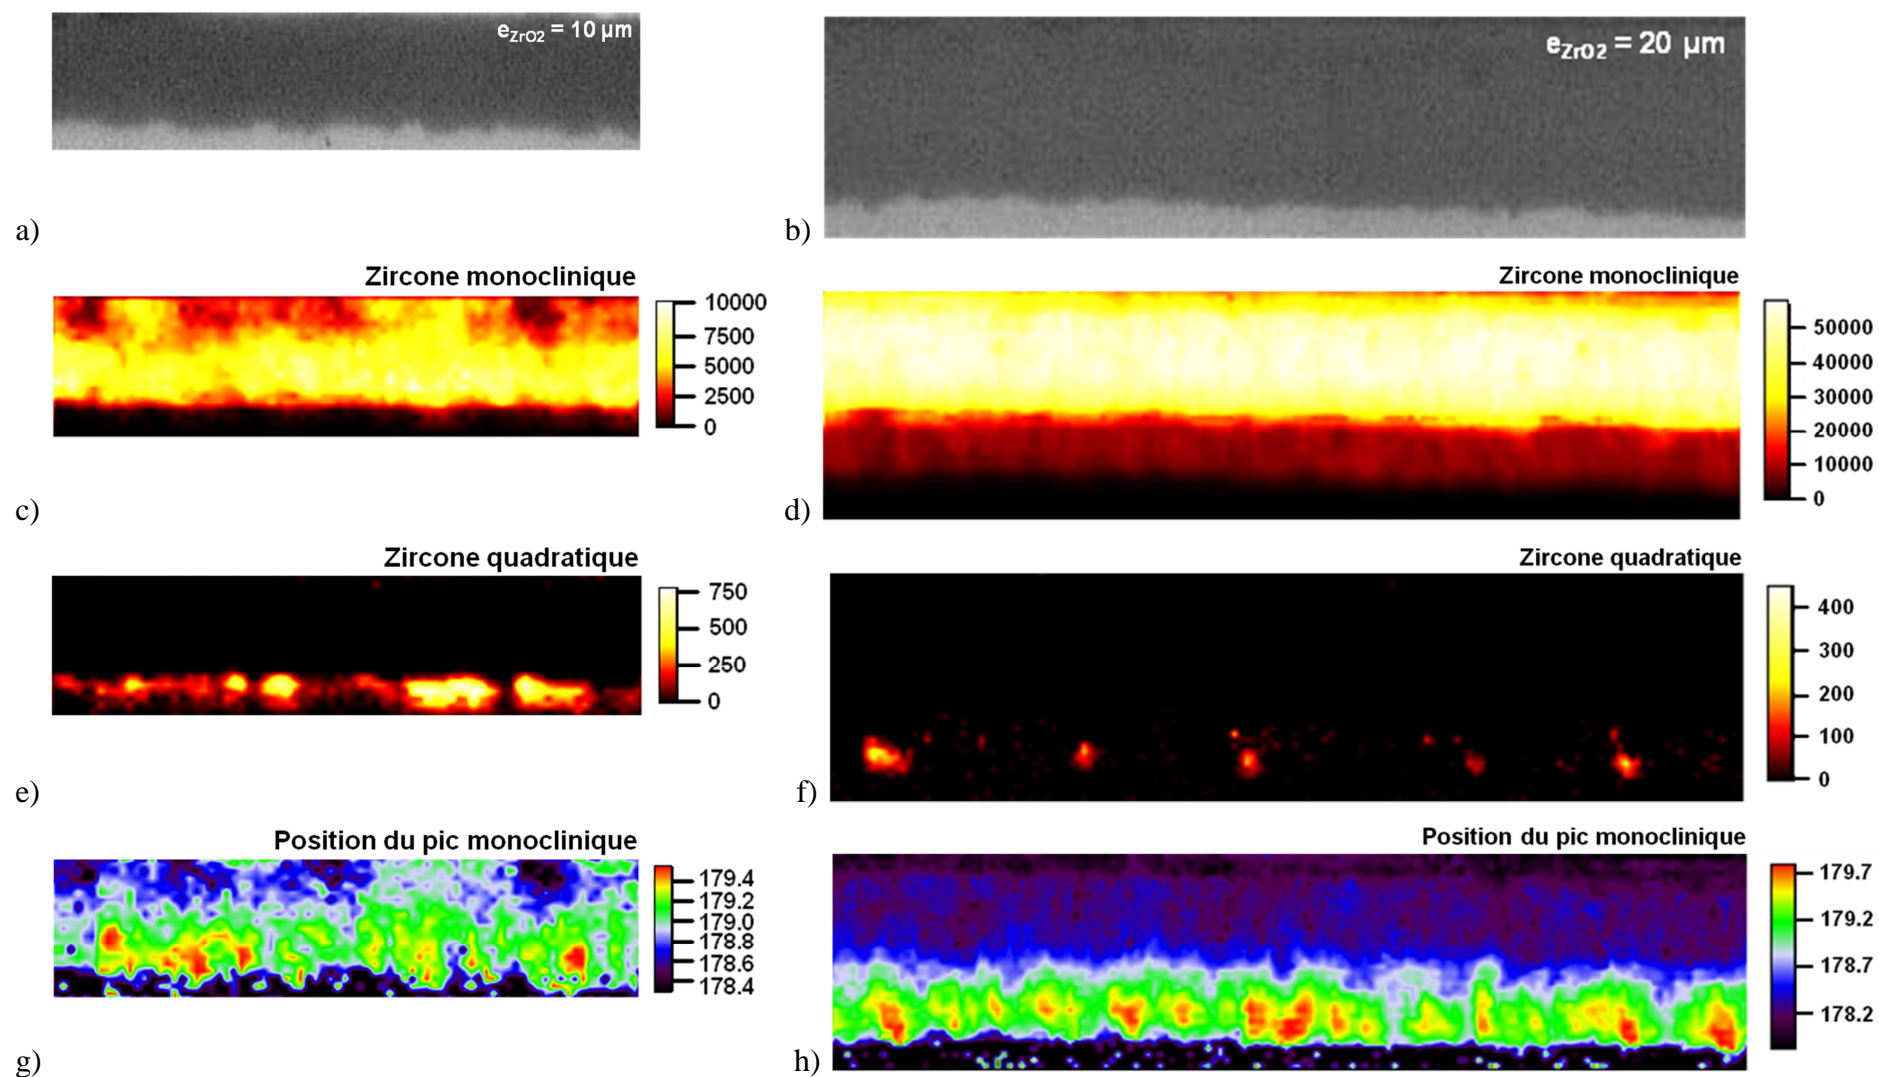 eZrO2 = 10 µm
eZrO2 = 20 µm
a)
b)
Zircone monoclinique
10000
7500
5000
2500
0
c)
Zircone monoclinique
50000
40000
30000
20000
10000
0
d)
Zircone quadratique
750
500
250
0
e)
Zircone quadratique
400
300
200
100
0
f)
Position du pic monoclinique
179.4
179.2
179.0
178.8
178.6
178.4
g)
Position du pic monoclinique
179.7
179.2
178.7
178.2
h)